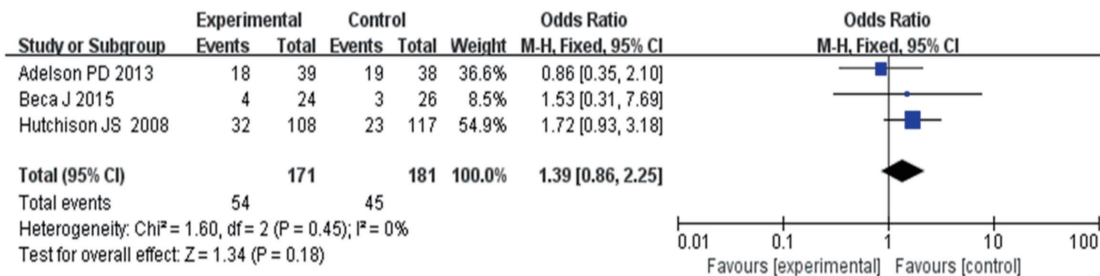 Experimental Control Odds Ratio Odds Ratio
Study or Subgroup Events Total Events Total Weight M-H, Fixed, 95% CI M-H, Fixed, 95% CI
Adelson PD 2013 18 39 19 38 36.6% 0.86 [0.35, 2.10]
Beca J 2015 4 24 3 26 8.5% 1.53 [0.31, 7.69]
Hutchison JS 2008 32 108 23 117 54.9% 1.72 [0.93, 3.18]
Total (95% CI) 171 181 100.0% 1.39 [0.86, 2.25]
Total events 54 45
Heterogeneity: Chi² = 1.60, df = 2 (P = 0.45); I² = 0%
Test for overall effect: Z = 1.34 (P = 0.18)
0.01 0.1 1 10 100
Favours [experimental] Favours [control]